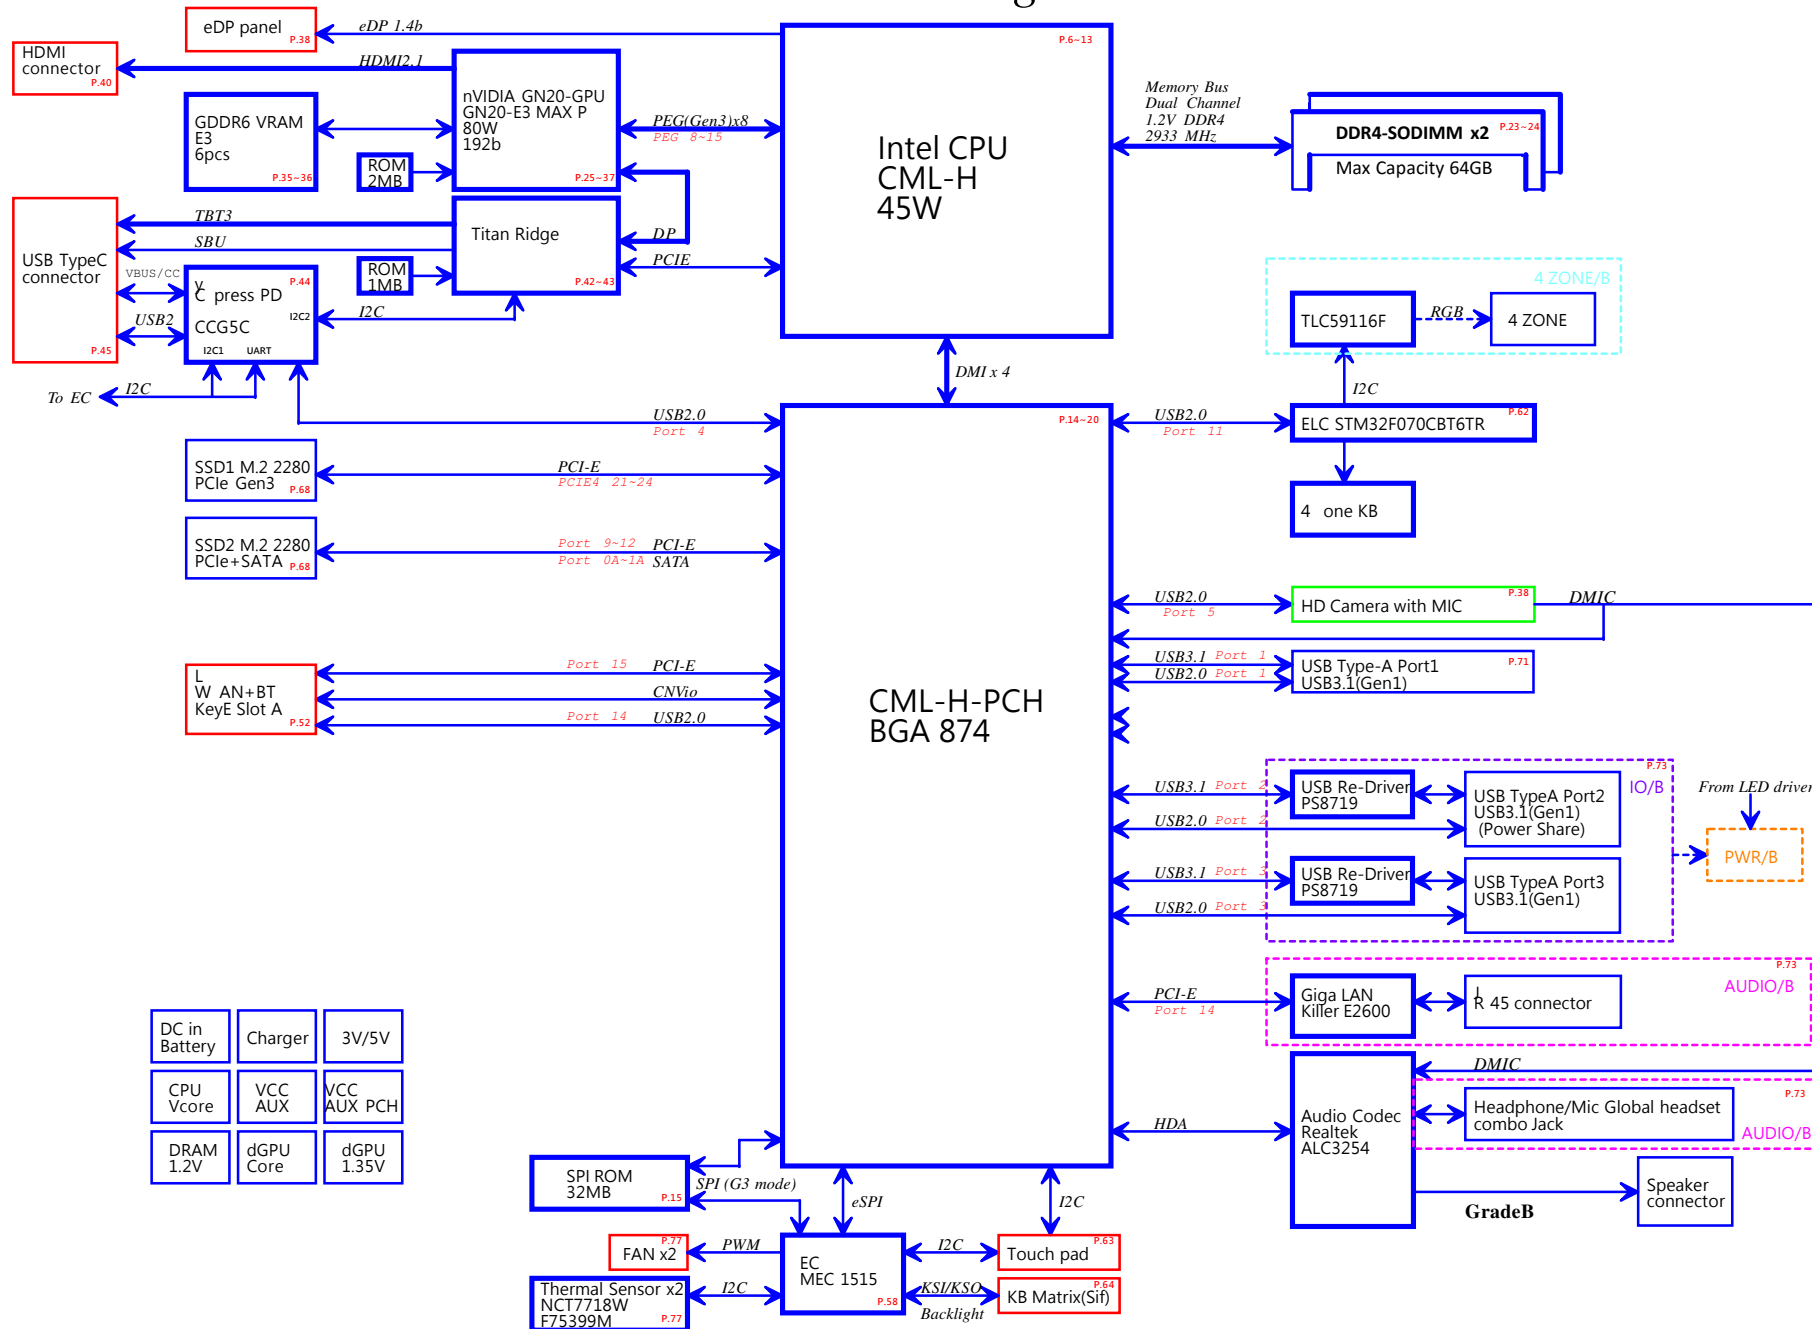 eDP panel
P.38
eDP 1.4b
HDMI
connector
P.40
HDMI2.1
GDDR6 VRAM
E3
6pcs
P.35~36
nVIDIA GN20-GPU
GN20-E3 MAX P
80W
192b
P.25~37
ROM
2MB
PEG(Gen3)x8
PEG 8~15
Intel CPU
CML-H
45W
P.6~13
Memory Bus
Dual Channel
1.2V DDR4
2933 MHz
DDR4-SODIMM x2
P.23~24
Max Capacity 64GB
USB TypeC
connector
P.45
TBT3
SBU
VBUS/CC
USB2
Titan Ridge
P.42~43
ROM
1MB
DP
PCIE
y
C press PD
P.44
I2C2
CCG5C
I2C1 UART
I2C
To EC
I2C
DMI x 4
4 ZONE/B
TLC59116F
RGB
4 ZONE
I2C
USB2.0
Port 4
CML-H-PCH
BGA 874
P.14~20
USB2.0
Port 11
ELC STM32F070CBT6TR
P.62
4 one KB
SSD1 M.2 2280
PCIe Gen3
P.68
PCI-E
PCIE4 21~24
SSD2 M.2 2280
PCIe+SATA
P.68
Port 9~12 PCI-E
Port 0A~1A SATA
USB2.0
Port 5
HD Camera with MIC
P.38
DMIC
L
W AN+BT
KeyE Slot A
P.52
Port 15 PCI-E
CNVio
Port 14 USB2.0
USB3.1 Port 1
USB2.0 Port 1
USB Type-A Port1
USB3.1(Gen1)
P.71
P.73
IO/B
USB3.1 Port 2
USB Re-Driver
PS8719
USB TypeA Port2
USB3.1(Gen1)
(Power Share)
USB2.0 Port 2
From LED driver
PWR/B
USB3.1 Port 3
USB Re-Driver
PS8719
USB TypeA Port3
USB3.1(Gen1)
USB2.0 Port 3
P.73
AUDIO/B
PCI-E
Port 14
Giga LAN
Killer E2600
J
R 45 connector
DMIC
P.73
Audio Codec
Realtek
ALC3254
HDA
Headphone/Mic Global headset
combo Jack
AUDIO/B
Speaker
connector
GradeB
DC in
Battery
Charger
3V/5V
CPU
Vcore
VCC
AUX
VCC
AUX PCH
DRAM
1.2V
dGPU
Core
dGPU
1.35V
SPI ROM
32MB
P.15
SPI (G3 mode)
eSPI
I2C
P.77
FAN x2
PWM
EC
MEC 1515
P.58
I2C
P.63
Touch pad
Thermal Sensor x2
NCT7718W
F75399M
P.77
I2C
KSI/KSO
Backlight
P.64
KB Matrix(Sif)